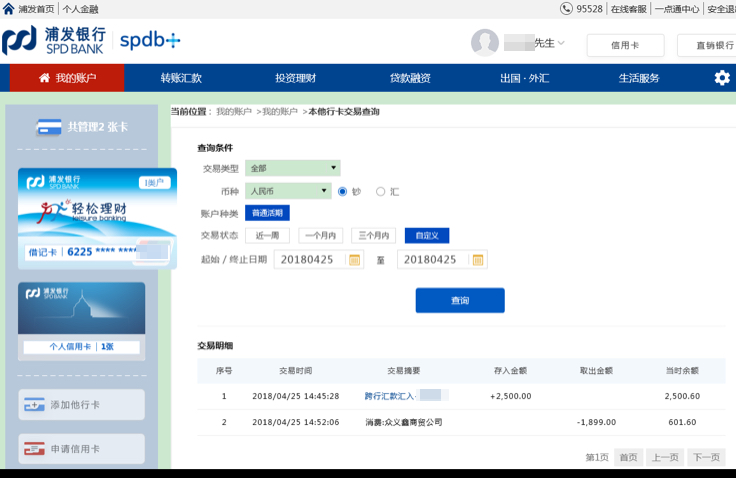 浦发首页 | 个人金融
95528 | 在线客服 | 一点通中心 | 安全退
浦发银行
SPD BANK
spdb+
先生
信用卡
直销银行
我的账户 转账汇款 投资理财 贷款融资 出国·外汇 生活服务
共管理2 张卡
浦发银行
SPD BANK
I类户
轻松理财
leisure banking
借记卡 | 6225 **** ****
浦发银行
SPD BANK
个人信用卡 | 1张
添加他行卡
申请信用卡
当前位置： 我的账户 >我的账户 >本他行卡交易查询
查询条件
交易类型 全部
币种 人民币 钞 汇
账户种类 普通活期
交易状态 近一周 一个月内 三个月内 自定义
起始 / 终止日期 20180425 至 20180425
查询
交易明细
序号 交易时间 交易摘要 存入金额 取出金额 当时余额
1 2018/04/25 14:45:28 跨行汇款汇入 +2,500.00 2,500.60
2 2018/04/25 14:52:06 消费:众义鑫商贸公司 -1,899.00 601.60
第1页 首页 上一页 下一页